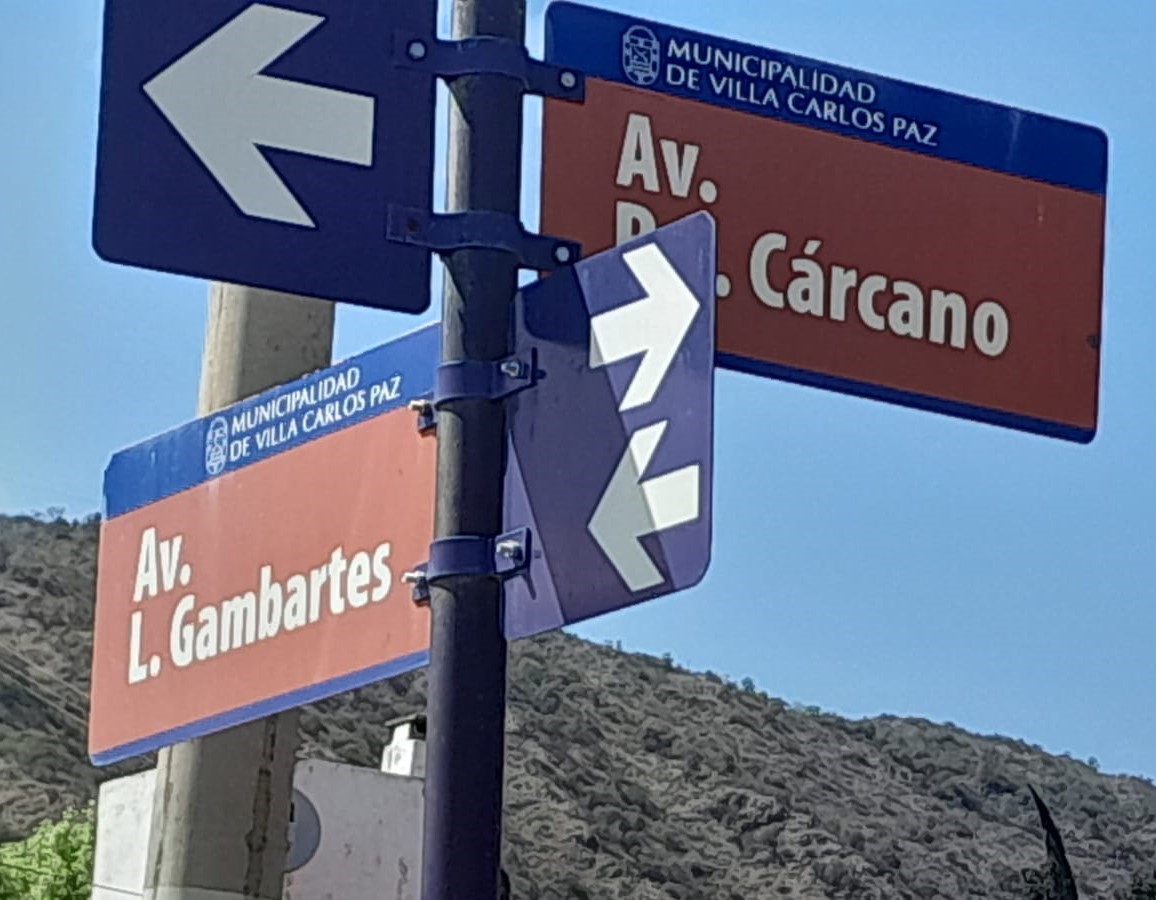 MUNICIPALIDAD
DE VILLA CARLOS PAZ
Av.
Cárcano
MUNICIPALIDAD
DE VILLA CARLOS PAZ
Av.
L. Gambartes